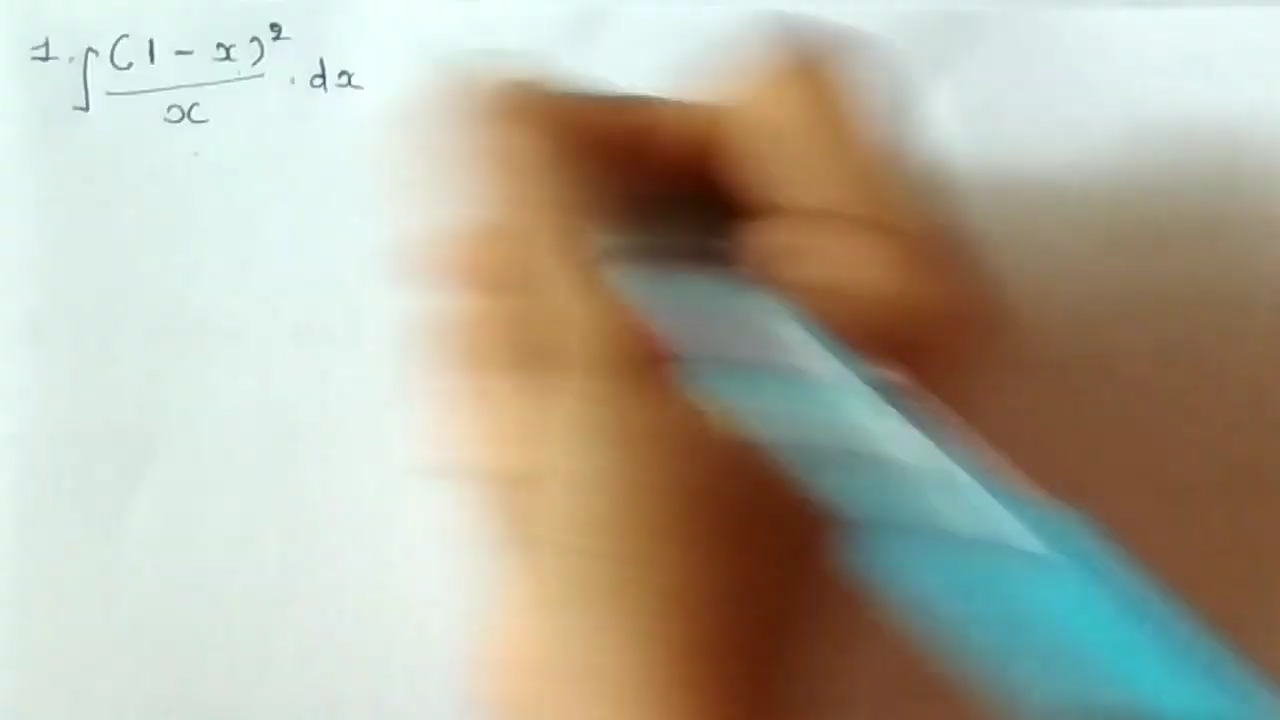 1. ∫ (1 - x)² / x . dx